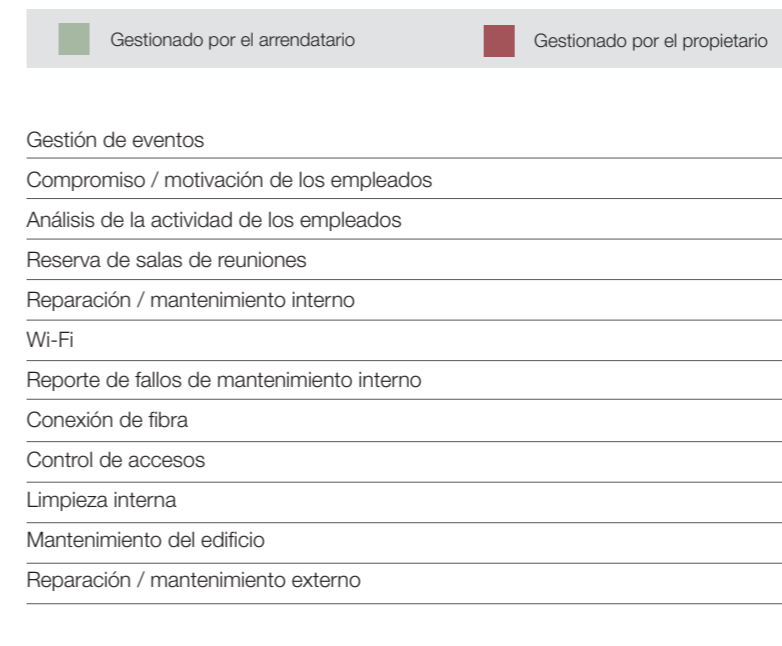 Gestionado por el arrendatario
Gestionado por el propietario
Gestión de eventos
Compromiso / motivación de los empleados
Análisis de la actividad de los empleados
Reserva de salas de reuniones
Reparación / mantenimiento interno
Wi-Fi
Reporte de fallos de mantenimiento interno
Conexión de fibra
Control de accesos
Limpieza interna
Mantenimiento del edificio
Reparación / mantenimiento externo